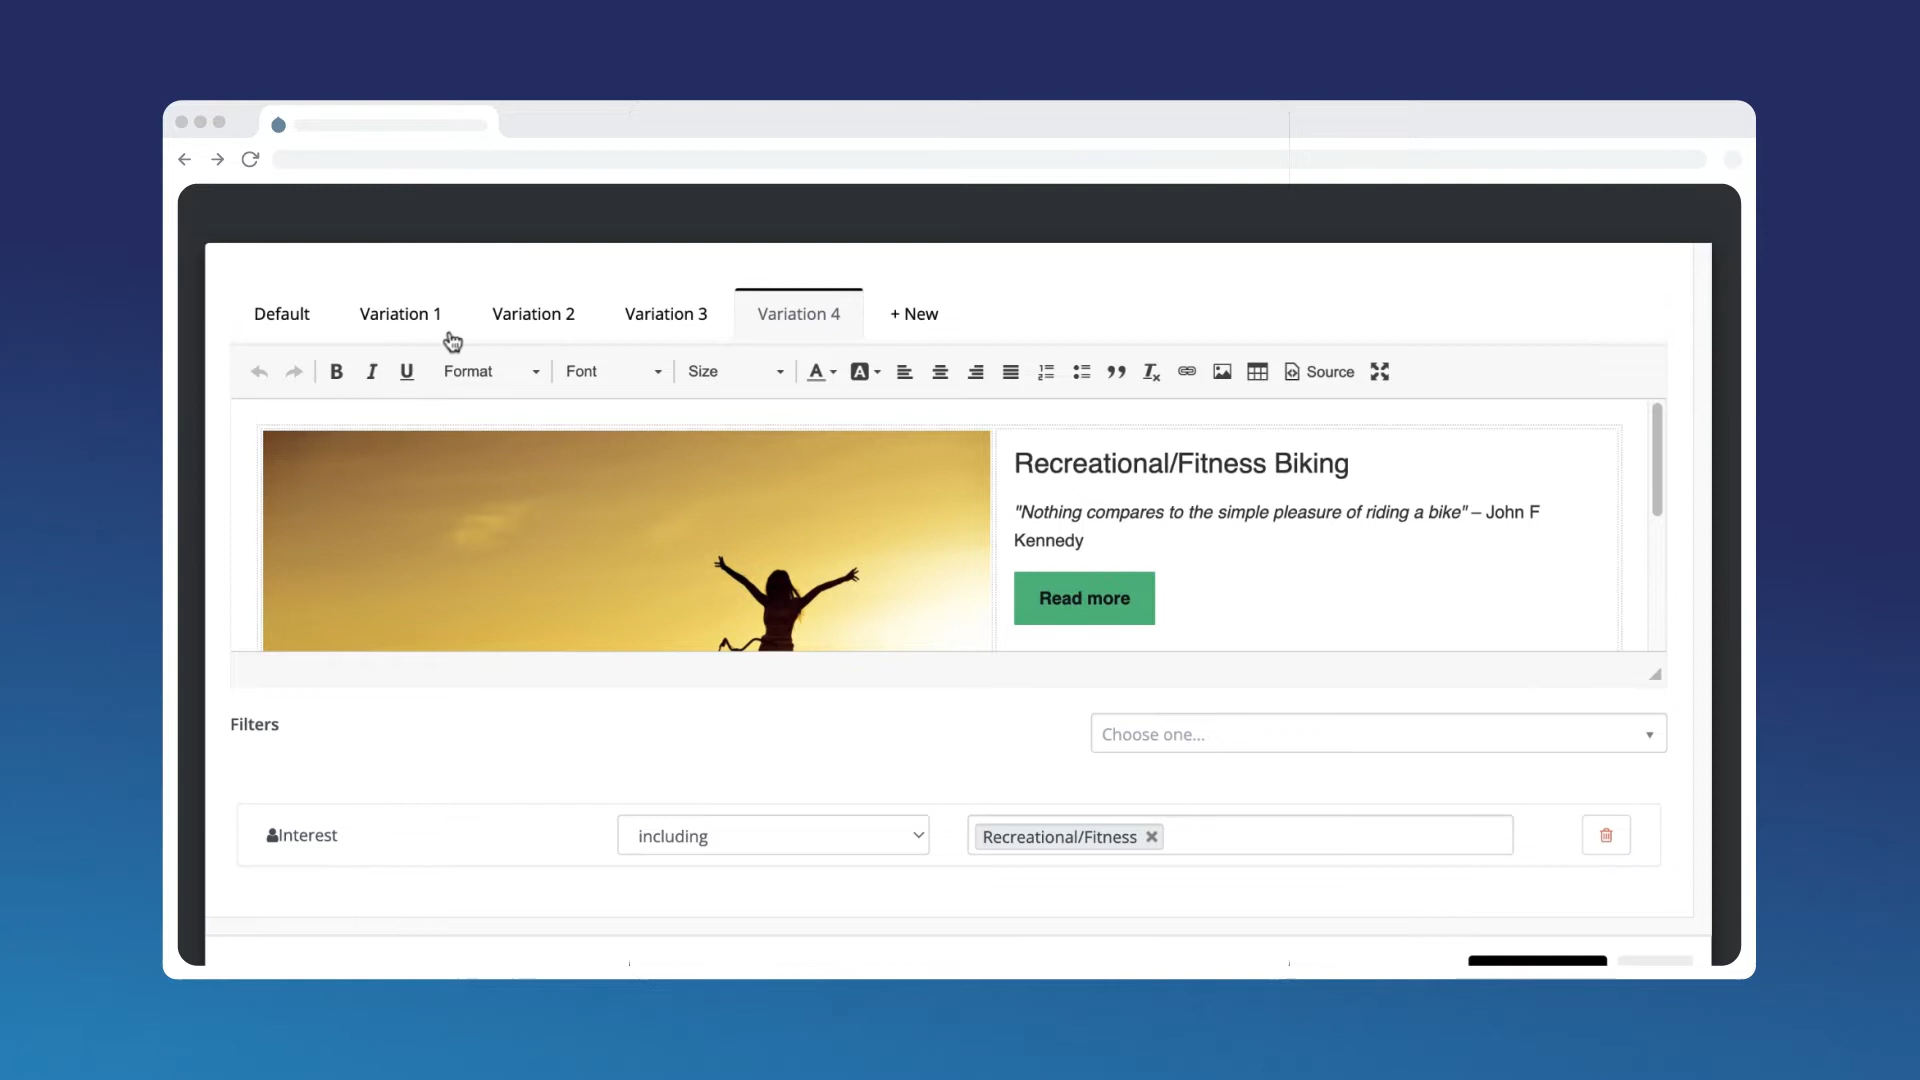 Default Variation 1 Variation 2 Variation 3 Variation 4 + New
B I U Format Font Size A A Source
Recreational/Fitness Biking
"Nothing compares to the simple pleasure of riding a bike" – John F
Kennedy
Read more
Filters Choose one...
Interest including Recreational/Fitness